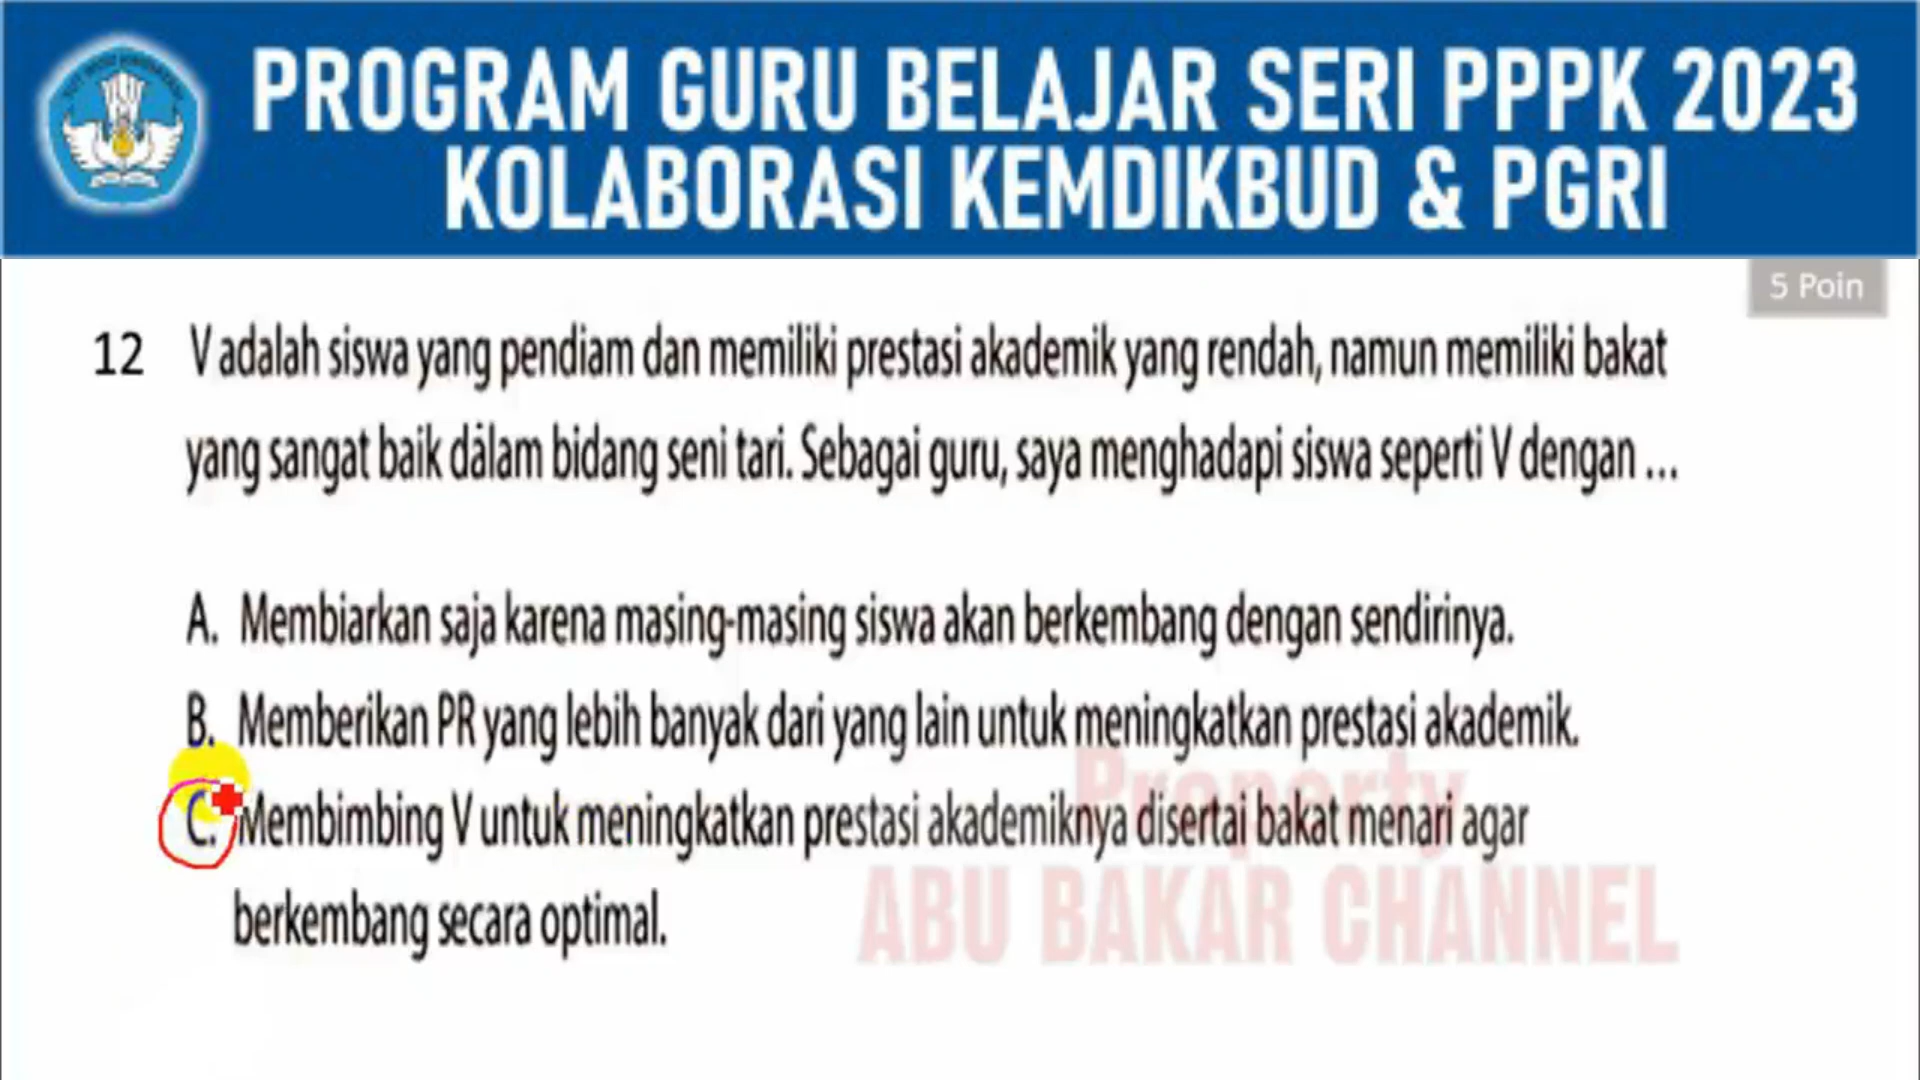 PROGRAM GURU BELAJAR SERI PPPK 2023
KOLABORASI KEMDIKBUD & PGRI
5 Poin
12 V adalah siswa yang pendiam dan memiliki prestasi akademik yang rendah, namun memiliki bakat
yang sangat baik dalam bidang seni tari. Sebagai guru, saya menghadapi siswa seperti V dengan ...
A. Membiarkan saja karena masing-masing siswa akan berkembang dengan sendirinya.
B. Memberikan PR yang lebih banyak dari yang lain untuk meningkatkan prestasi akademik.
C. Membimbing V untuk meningkatkan prestasi akademiknya disertai bakat menari agar
berkembang secara optimal.
Property
ABU BAKAR CHANNEL